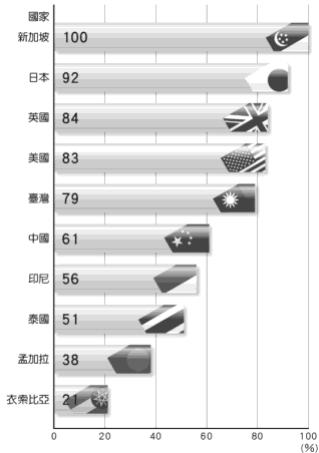 國家
新加坡 100
日本 92
英國 84
美國 83
臺灣 79
中國 61
印尼 56
泰國 51
孟加拉 38
衣索比亞 21
0 20 40 60 80 100
(%)